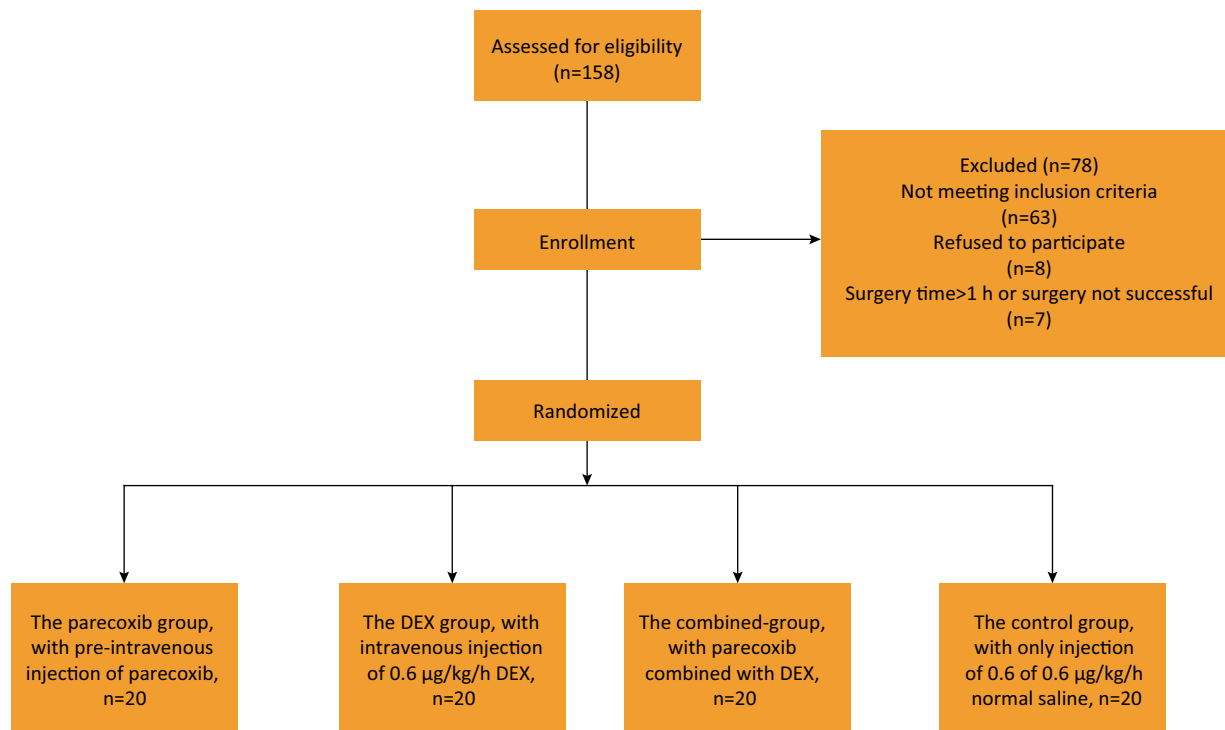 Assessed for eligibility
(n=158)
Excluded (n=78)
Not meeting inclusion criteria
(n=63)
Refused to participate
(n=8)
Surgery time>1 h or surgery not successful
(n=7)
Enrollment
Randomized
The parecoxib group,
with pre-intravenous
injection of parecoxib,
n=20
The DEX group, with
intravenous injection
of 0.6 µg/kg/h DEX,
n=20
The combined-group,
with parecoxib
combined with DEX,
n=20
The control group,
with only injection
of 0.6 of 0.6 µg/kg/h
normal saline, n=20